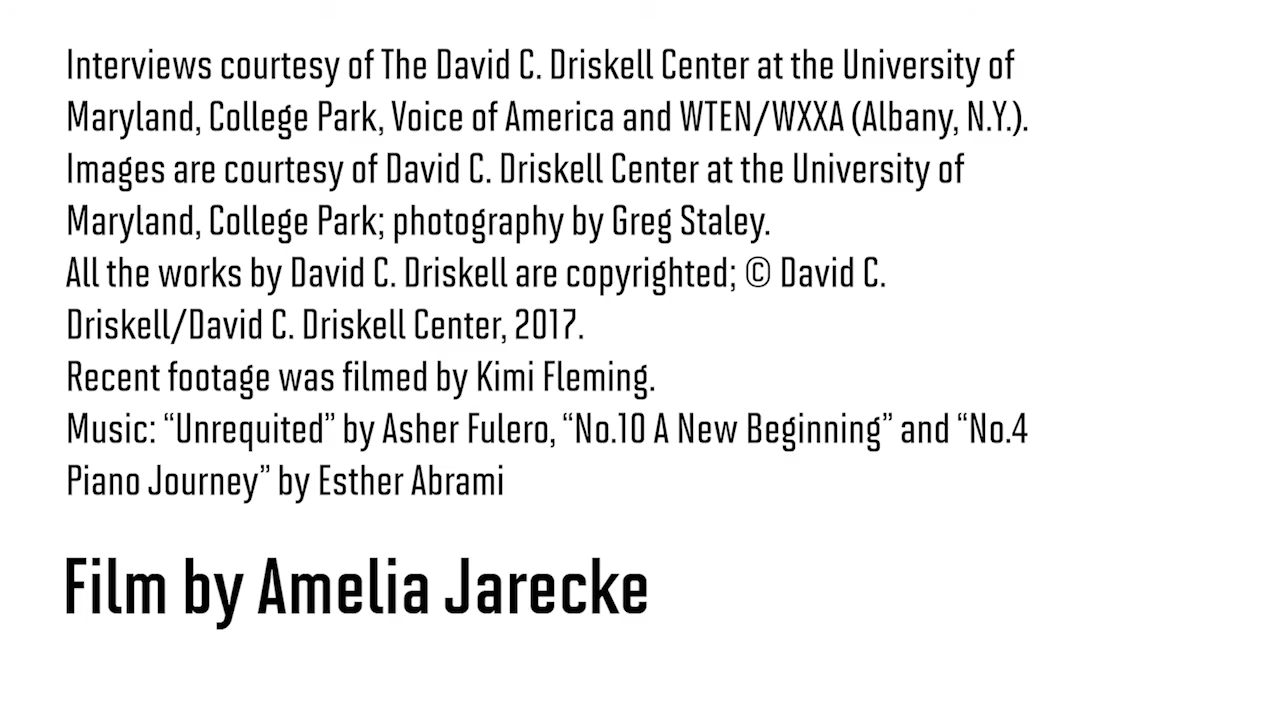 Interviews courtesy of The David C. Driskell Center at the University of
Maryland, College Park, Voice of America and WTEN/WXXA (Albany, N.Y.).
Images are courtesy of David C. Driskell Center at the University of
Maryland, College Park; photography by Greg Staley.
All the works by David C. Driskell are copyrighted; © David C.
Driskell/David C. Driskell Center, 2017.
Recent footage was filmed by Kimi Fleming.
Music: “Unrequited” by Asher Fulero, “No.10 A New Beginning” and “No.4
Piano Journey” by Esther Abrami
Film by Amelia Jarecke